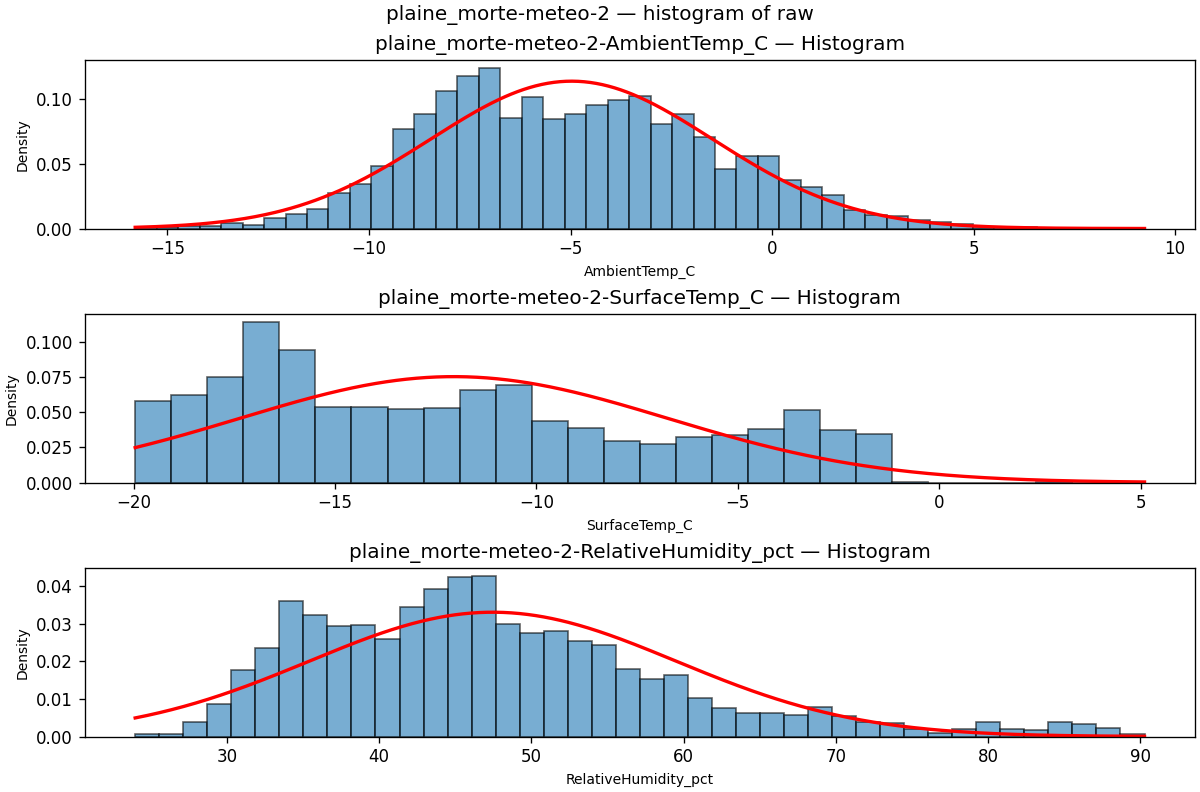 plaine_morte-meteo-2 — histogram of raw
plaine_morte-meteo-2-AmbientTemp_C — Histogram
Density
0.10
0.05
0.00
−15 −10 −5 0 5 10
AmbientTemp_C
plaine_morte-meteo-2-SurfaceTemp_C — Histogram
Density
0.100
0.075
0.050
0.025
0.000
−20 −15 −10 −5 0 5
SurfaceTemp_C
plaine_morte-meteo-2-RelativeHumidity_pct — Histogram
Density
0.04
0.03
0.02
0.01
0.00
30 40 50 60 70 80 90
RelativeHumidity_pct